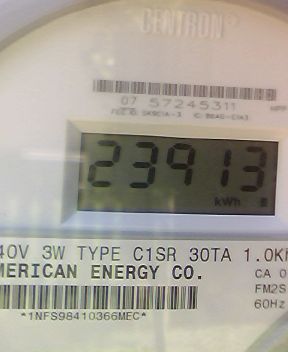 CENTRON®
07 57245311
23913
kWh
40V 3W TYPE C1SR 30TA 1.0K
MERICAN ENERGY CO.
CA 0
FM2S
60Hz
*1NFS98410366MEC*